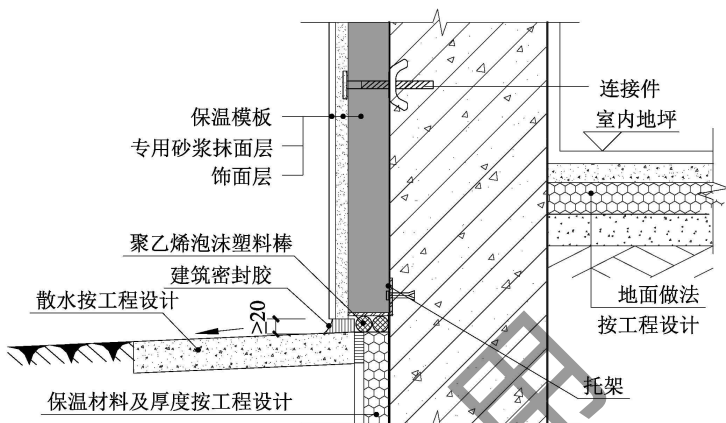 连接件
室内地坪
保温模板
专用砂浆抹面层
饰面层
聚乙烯泡沫塑料棒
建筑密封胶
散水按工程设计
>20
地面做法
按工程设计
托架
保温材料及厚度按工程设计